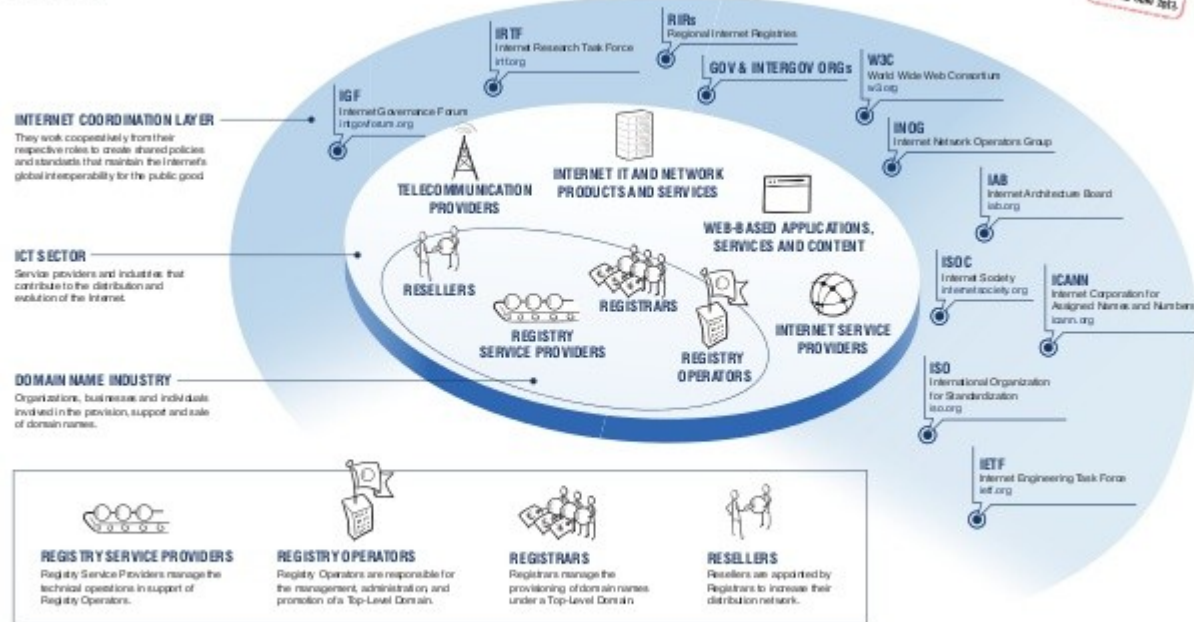 IRTF
Internet Research Task Force
irtf.org
RIRs
Regional Internet Registries
GOV & INTERGOV ORGs
W3C
World Wide Web Consortium
w3.org
IGF
Internet Governance Forum
intgovforum.org
INOG
Internet Network Operators Group
IAB
Internet Architecture Board
iab.org
ISOC
Internet Society
internetsociety.org
ICANN
Internet Corporation for
Assigned Names and Numbers
icann.org
ISO
International Organization
for Standardization
iso.org
IETF
Internet Engineering Task Force
ietf.org
INTERNET COORDINATION LAYER
They work cooperatively from their
respective roles to create shared policies
and standards that maintain the Internet's
global interoperability for the public good.
ICT SECTOR
Service providers and industries that
contribute to the distribution and
evolution of the Internet.
DOMAIN NAME INDUSTRY
Organizations, businesses and individuals
involved in the provision, support and sale
of domain names.
TELECOMMUNICATION
PROVIDERS
INTERNET IT AND NETWORK
PRODUCTS AND SERVICES
WEB-BASED APPLICATIONS,
SERVICES AND CONTENT
RESELLERS
REGISTRARS
REGISTRY
SERVICE PROVIDERS
REGISTRY
OPERATORS
INTERNET SERVICE
PROVIDERS
REGISTRY SERVICE PROVIDERS
Registry Service Providers manage the
technical operations in support of
Registry Operators.
REGISTRY OPERATORS
Registry Operators are responsible for
the management, administration, and
promotion of a Top-Level Domain.
REGISTRARS
Registrars manage the
provisioning of domain names
under a Top-Level Domain.
RESELLERS
Resellers are appointed by
Registrars to increase their
distribution network.